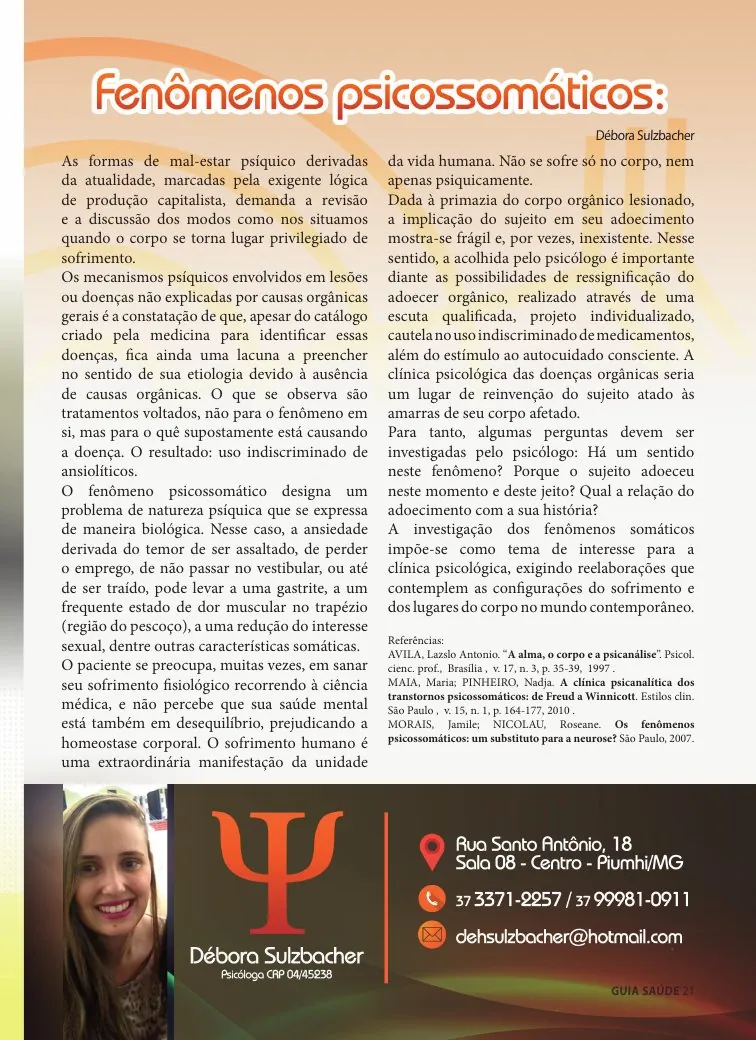 Fenômenos psicossomáticos:
Débora Sulzbacher
As formas de mal-estar psíquico derivadas
da atualidade, marcadas pela exigente lógica
de produção capitalista, demanda a revisão
e a discussão dos modos como nos situamos
quando o corpo se torna lugar privilegiado de
sofrimento.
Os mecanismos psíquicos envolvidos em lesões
ou doenças não explicadas por causas orgânicas
gerais é a constatação de que, apesar do catálogo
criado pela medicina para identificar essas
doenças, fica ainda uma lacuna a preencher
no sentido de sua etiologia devido à ausência
de causas orgânicas. O que se observa são
tratamentos voltados, não para o fenômeno em
si, mas para o quê supostamente está causando
a doença. O resultado: uso indiscriminado de
ansiolíticos.
O fenômeno psicossomático designa um
problema de natureza psíquica que se expressa
de maneira biológica. Nesse caso, a ansiedade
derivada do temor de ser assaltado, de perder
o emprego, de não passar no vestibular, ou até
de ser traído, pode levar a uma gastrite, a um
frequente estado de dor muscular no trapézio
(região do pescoço), a uma redução do interesse
sexual, dentre outras características somáticas.
O paciente se preocupa, muitas vezes, em sanar
seu sofrimento fisiológico recorrendo à ciência
médica, e não percebe que sua saúde mental
está também em desequilíbrio, prejudicando a
homeostase corporal. O sofrimento humano é
uma extraordinária manifestação da unidade
da vida humana. Não se sofre só no corpo, nem
apenas psiquicamente.
Dada à primazia do corpo orgânico lesionado,
a implicação do sujeito em seu adoecimento
mostra-se frágil e, por vezes, inexistente. Nesse
sentido, a acolhida pelo psicólogo é importante
diante as possibilidades de ressignificação do
adoecer orgânico, realizado através de uma
escuta qualificada, projeto individualizado,
cautela no uso indiscriminado de medicamentos,
além do estímulo ao autocuidado consciente. A
clínica psicológica das doenças orgânicas seria
um lugar de reinvenção do sujeito atado às
amarras de seu corpo afetado.
Para tanto, algumas perguntas devem ser
investigadas pelo psicólogo: Há um sentido
neste fenômeno? Porque o sujeito adoeceu
neste momento e deste jeito? Qual a relação do
adoecimento com a sua história?
A investigação dos fenômenos somáticos
impõe-se como tema de interesse para a
clínica psicológica, exigindo reelaborações que
contemplem as configurações do sofrimento e
dos lugares do corpo no mundo contemporâneo.
Referências:
AVILA, Lazslo Antonio. "A alma, o corpo e a psicanálise". Psicol.
cienc. prof., Brasília , v. 17, n. 3, p. 35-39, 1997 .
MAIA, Maria; PINHEIRO, Nadja. A clínica psicanalítica dos
transtornos psicossomáticos: de Freud a Winnicott. Estilos clin.
São Paulo , v. 15, n. 1, p. 164-177, 2010 .
MORAIS, Jamile; NICOLAU, Roseane. Os fenômenos
psicossomáticos: um substituto para a neurose? São Paulo, 2007.
Ψ
Débora Sulzbacher
Psicóloga CRP 04/45238
Rua Santo Antônio, 18
Sala 08 - Centro - Piumhi/MG
37 3371-2257 / 37 99981-0911
dehsulzbacher@hotmail.com
GUIA SAÚDE 21